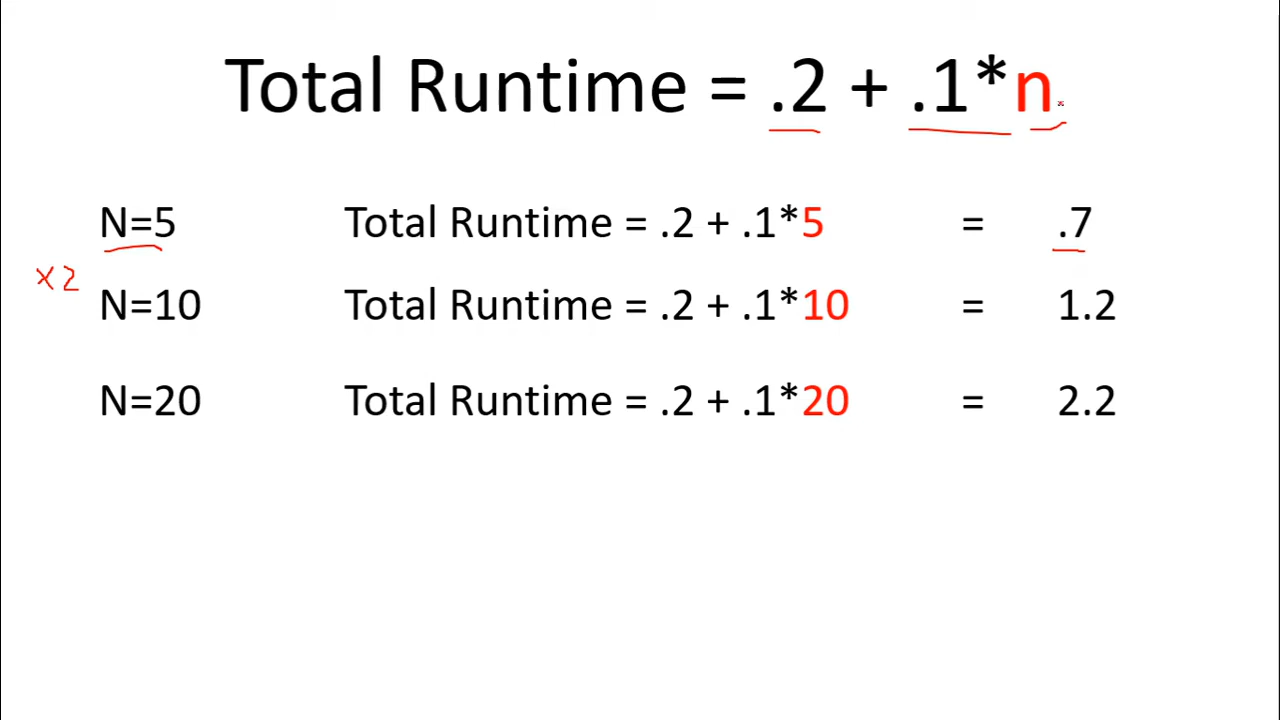 Total Runtime = .2 + .1*n
N=5 Total Runtime = .2 + .1*5 = .7
x2
N=10 Total Runtime = .2 + .1*10 = 1.2
N=20 Total Runtime = .2 + .1*20 = 2.2